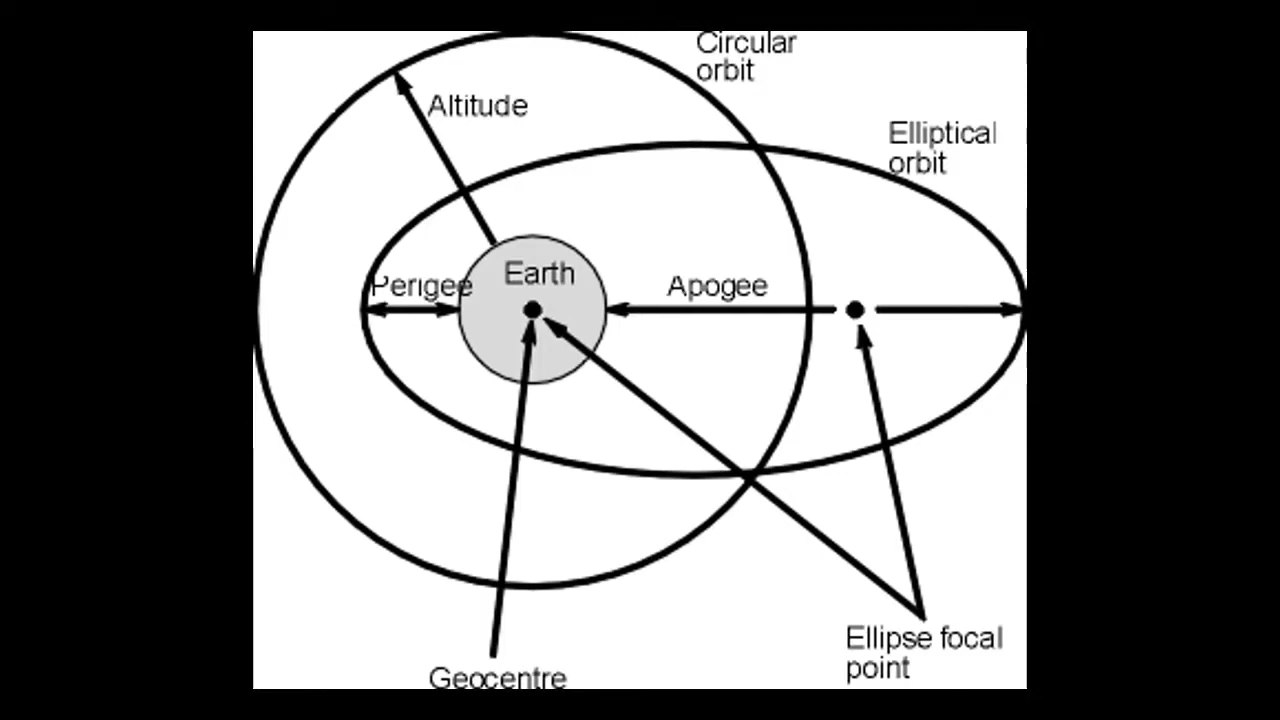 Circular
orbit
Altitude
Elliptical
orbit
Perigee
Earth
Apogee
Ellipse focal
point
Geocentre